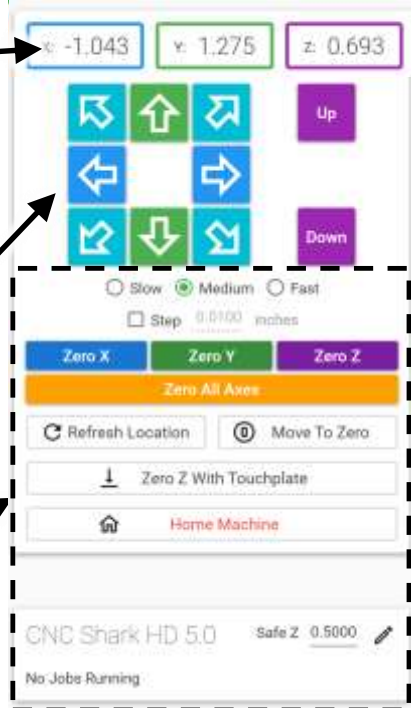 X: -1.043 Y: 1.275 Z: 0.693
Up
Down
Slow Medium Fast
Step 0.0100 inches
Zero X Zero Y Zero Z
Zero All Axes
Refresh Location Move To Zero
Zero Z With Touchplate
Home Machine
CNC Shark HD 5.0 Safe Z 0.5000
No Jobs Running